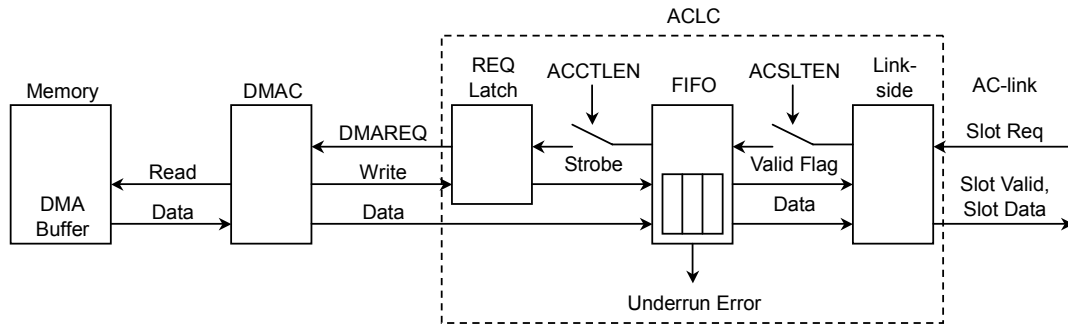 ACLC
REQ
Latch
ACCTLEN
FIFO
ACSLTEN
Link-
side
AC-link
Memory
DMAC
DMAREQ
Strobe
Valid Flag
Slot Req
Read
Write
Slot Valid,
Slot Data
DMA
Buffer
Data
Data
Data
Underrun Error